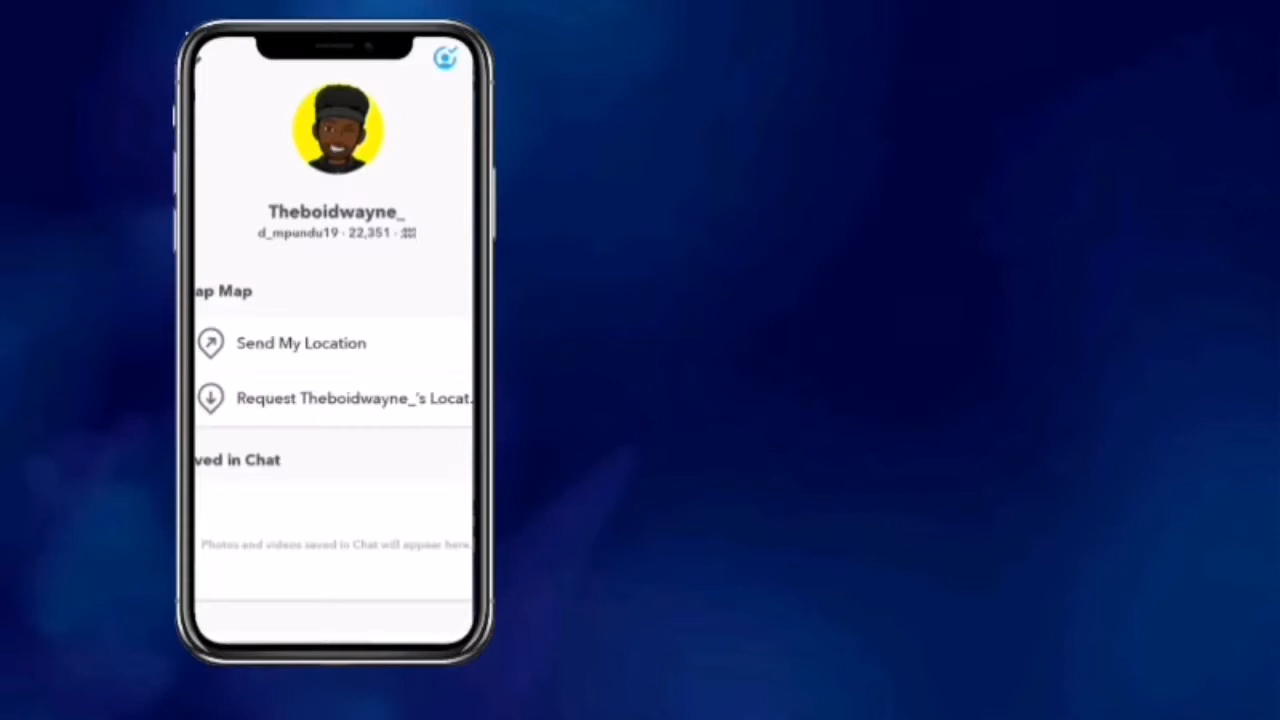 Theboidwayne_
d_mpundu19 · 22,351 ·
ap Map
Send My Location
Request Theboidwayne_'s Locat.
ved in Chat
Photos and videos saved in Chat will appear here.